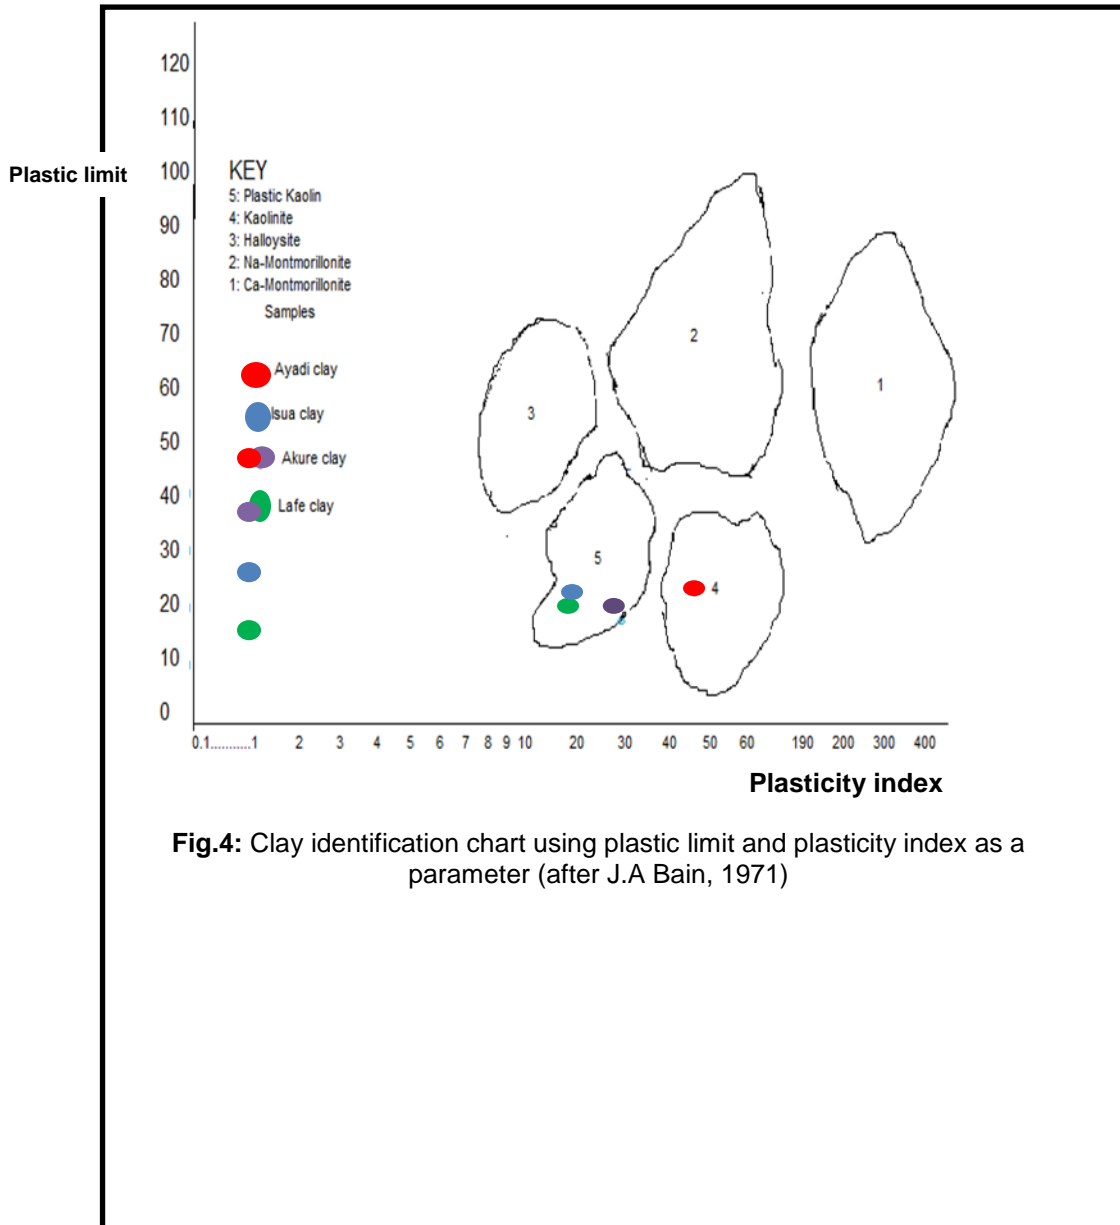 120
110
Plastic limit
100
KEY
5: Plastic Kaolin
4: Kaolinite
3: Halloysite
2: Na-Montmorillonite
1: Ca-Montmorillonite
Samples
90
80
70
60
50
40
30
20
10
0
Ayadi clay
Isua clay
Akure clay
Lafe clay
2
1
3
5
4
0.1...........1 2 3 4 5 6 7 8 9 10 20 30 40 50 60 190 200 300 400
Plasticity index
Fig.4: Clay identification chart using plastic limit and plasticity index as a
parameter (after J.A Bain, 1971)